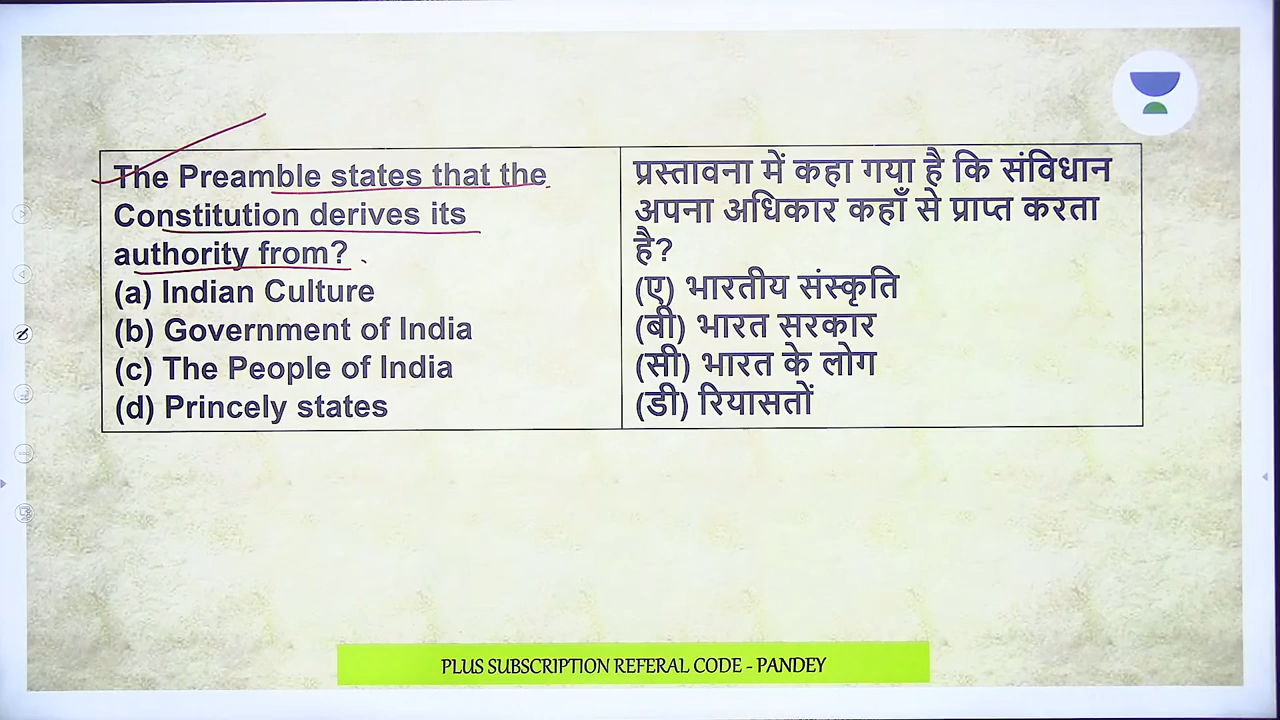 The Preamble states that the
Constitution derives its
authority from?
(a) Indian Culture
(b) Government of India
(c) The People of India
(d) Princely states
प्रस्तावना में कहा गया है कि संविधान
अपना अधिकार कहाँ से प्राप्त करता
है?
(ए) भारतीय संस्कृति
(बी) भारत सरकार
(सी) भारत के लोग
(डी) रियासतों
PLUS SUBSCRIPTION REFERAL CODE - PANDEY